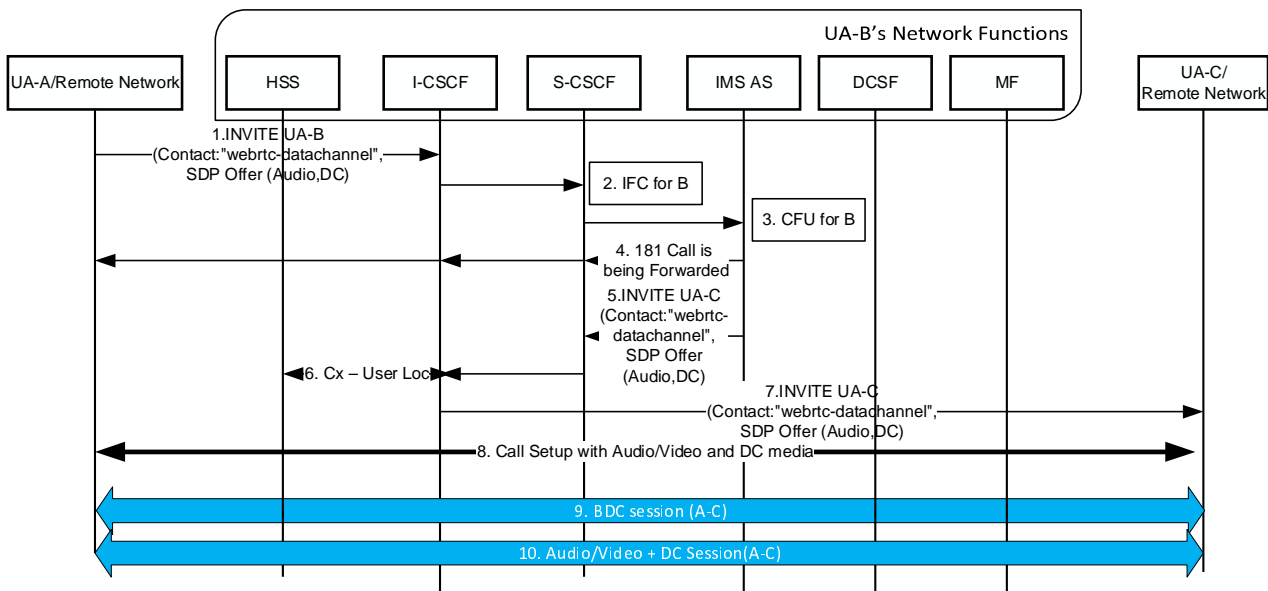 UA-B's Network Functions
UA-A/Remote Network
HSS
I-CSCF
S-CSCF
IMS AS
DCSF
MF
UA-C/
Remote Network
1.INVITE UA-B
(Contact:"webrtc-datachannel",
SDP Offer (Audio,DC)
2. IFC for B
3. CFU for B
4. 181 Call is
being Forwarded
5.INVITE UA-C
(Contact:"webrtc-
datachannel",
SDP Offer
(Audio,DC)
6. Cx – User Loc
7.INVITE UA-C
(Contact:"webrtc-datachannel",
SDP Offer (Audio,DC)
8. Call Setup with Audio/Video and DC media
9. BDC session (A-C)
10. Audio/Video + DC Session(A-C)